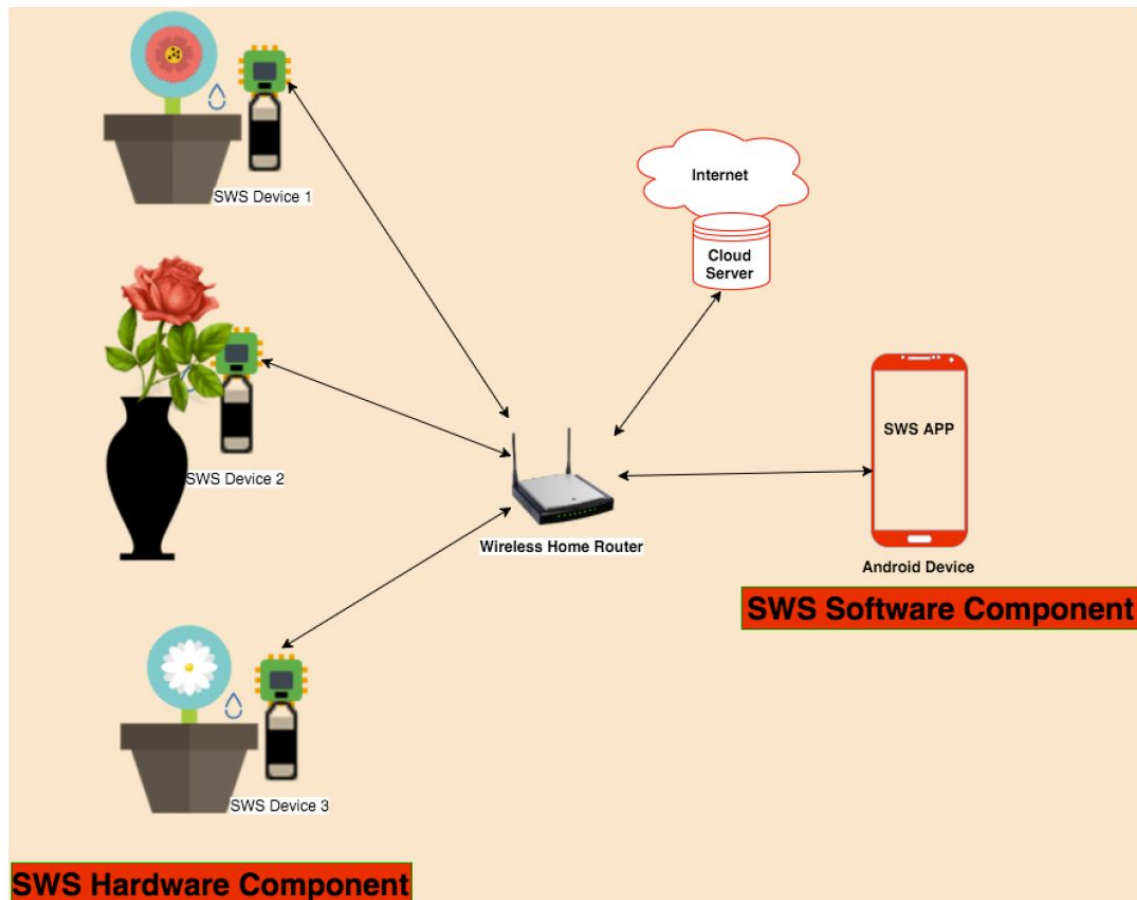 SWS Device 1
Internet
Cloud
Server
SWS APP
SWS Device 2
Wireless Home Router
Android Device
SWS Software Component
SWS Device 3
SWS Hardware Component